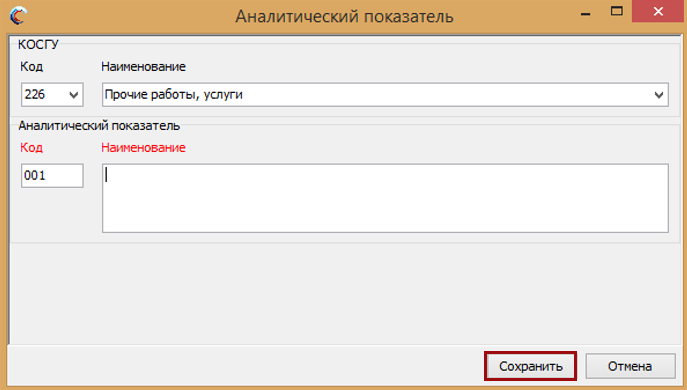 Аналитический показатель
КОСГУ
Код Наименование
226 Прочие работы, услуги
Аналитический показатель
Код Наименование
001
Сохранить Отмена